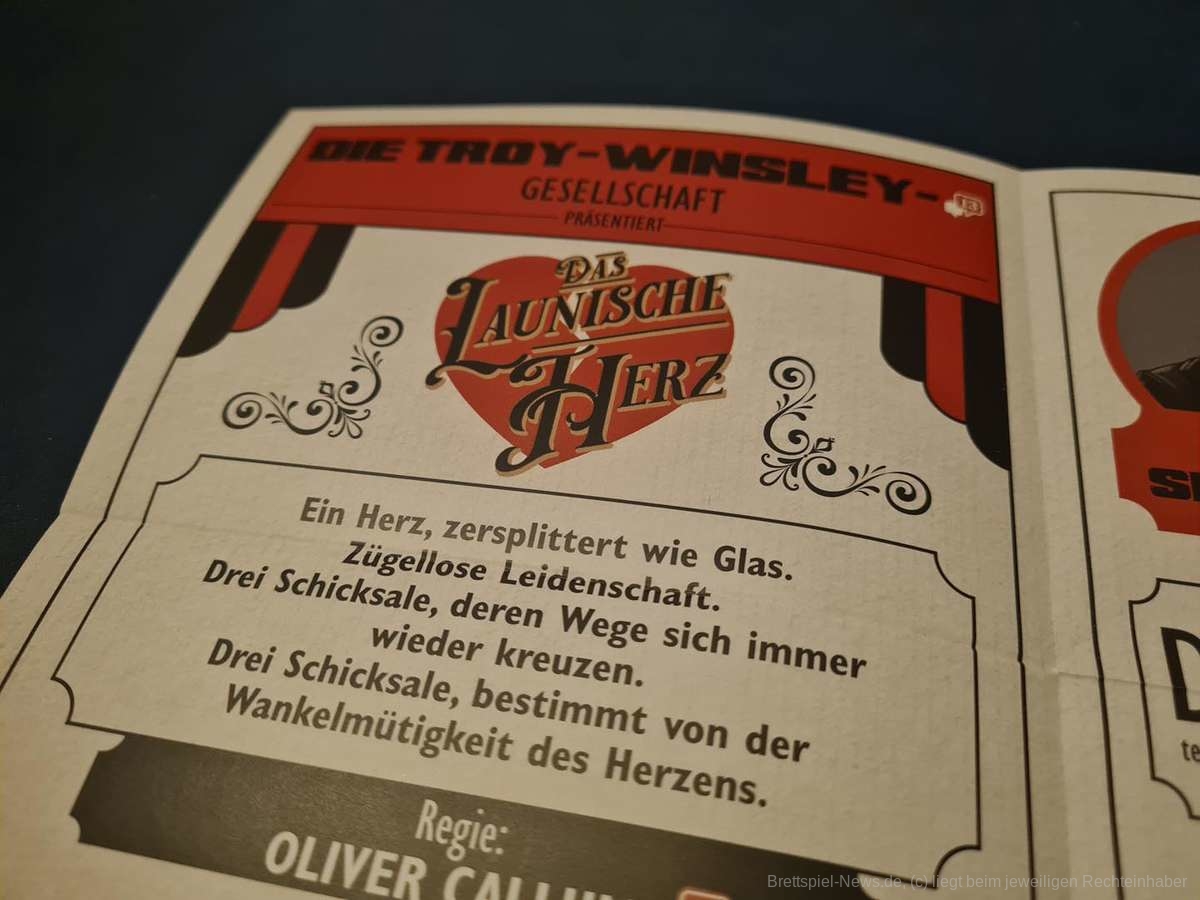 DIE TROY-WINSLEY-
GESELLSCHAFT
PRÄSENTIERT
DAS
LAUNISCHE
HERZ
Ein Herz, zersplittert wie Glas.
Zügellose Leidenschaft.
Drei Schicksale, deren Wege sich immer
wieder kreuzen.
Drei Schicksale, bestimmt von der
Wankelmütigkeit des Herzens.
Regie:
OLIVER
Brettspiel-News.de, (c) liegt beim jeweiligen Rechteinhaber